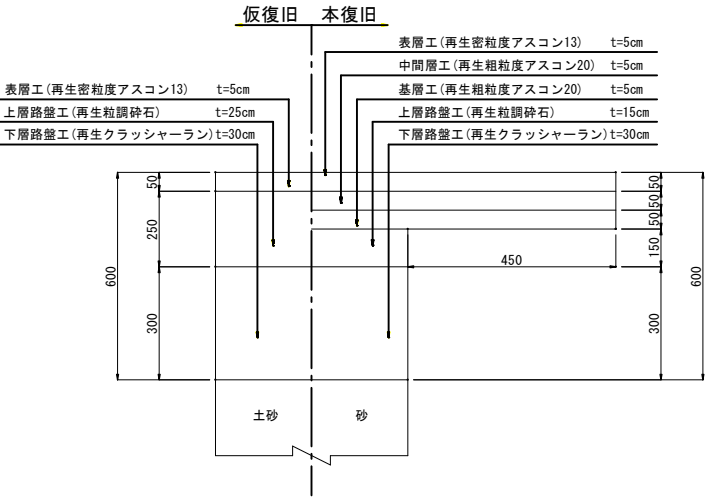 仮復旧 本復旧
表層工(再生密粒度アスコン13) t=5cm
中間層工(再生粗粒度アスコン20) t=5cm
基層工(再生粗粒度アスコン20) t=5cm
上層路盤工(再生粒調砕石) t=15cm
下層路盤工(再生クラッシャーラン)t=30cm
表層工(再生密粒度アスコン13) t=5cm
上層路盤工(再生粒調砕石) t=25cm
下層路盤工(再生クラッシャーラン)t=30cm
50
250
300
600
50
50
50
150
300
600
450
土砂 砂